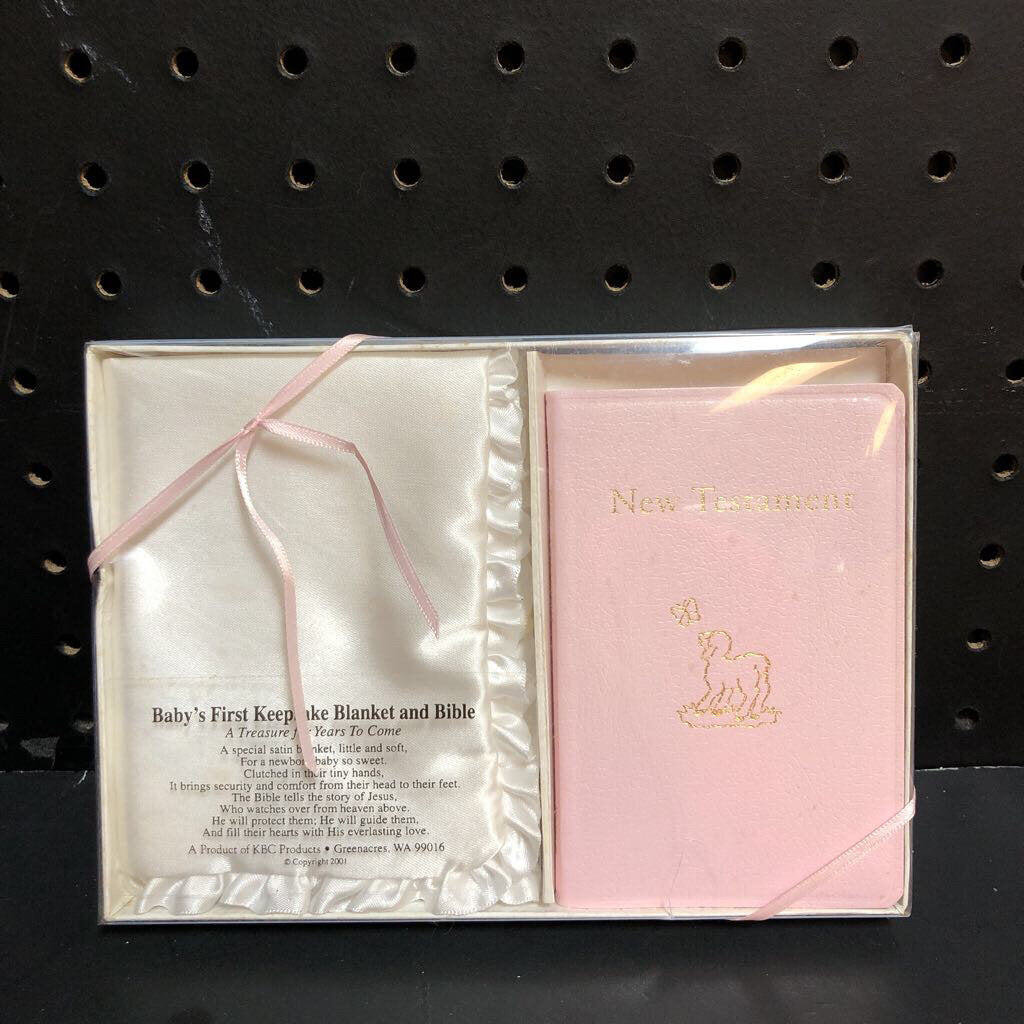 Baby's First Keepsake Blanket and Bible
A Treasure for Years To Come
A special satin blanket, little and soft,
For a newborn baby so sweet.
Clutched in their tiny hands,
It brings security and comfort from their head to their feet.
The Bible tells the story of Jesus,
Who watches over from heaven above.
He will protect them; He will guide them,
And fill their hearts with His everlasting love.
A Product of KBC Products • Greenacres, WA 99016
© Copyright 2001
New Testament